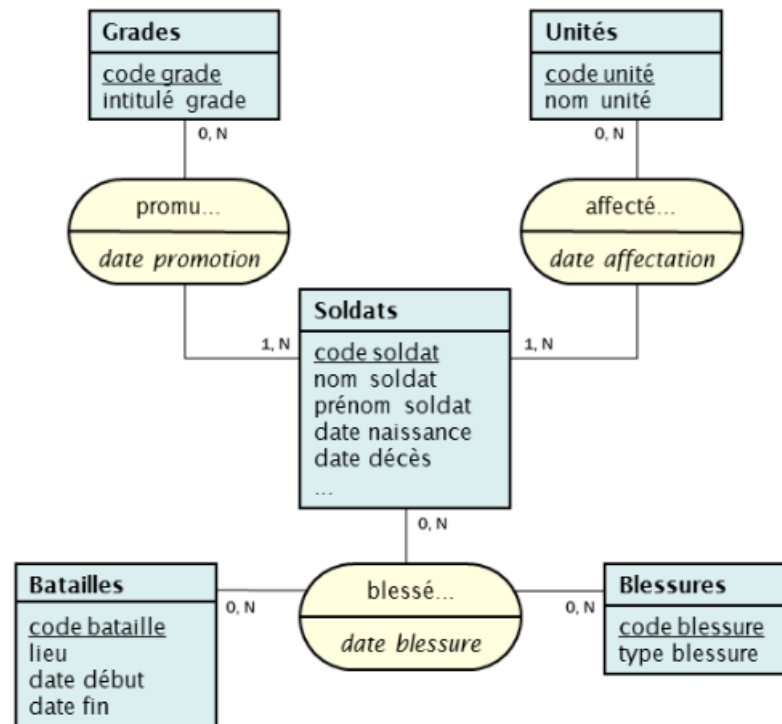 Grades
code grade
intitulé grade
Unités
code unité
nom unité
0, N
0, N
promu...
date promotion
affecté...
date affectation
1, N
1, N
Soldats
code soldat
nom soldat
prénom soldat
date naissance
date décès
...
0, N
Batailles
code bataille
lieu
date début
date fin
0, N
blessé...
date blessure
0, N
Blessures
code blessure
type blessure